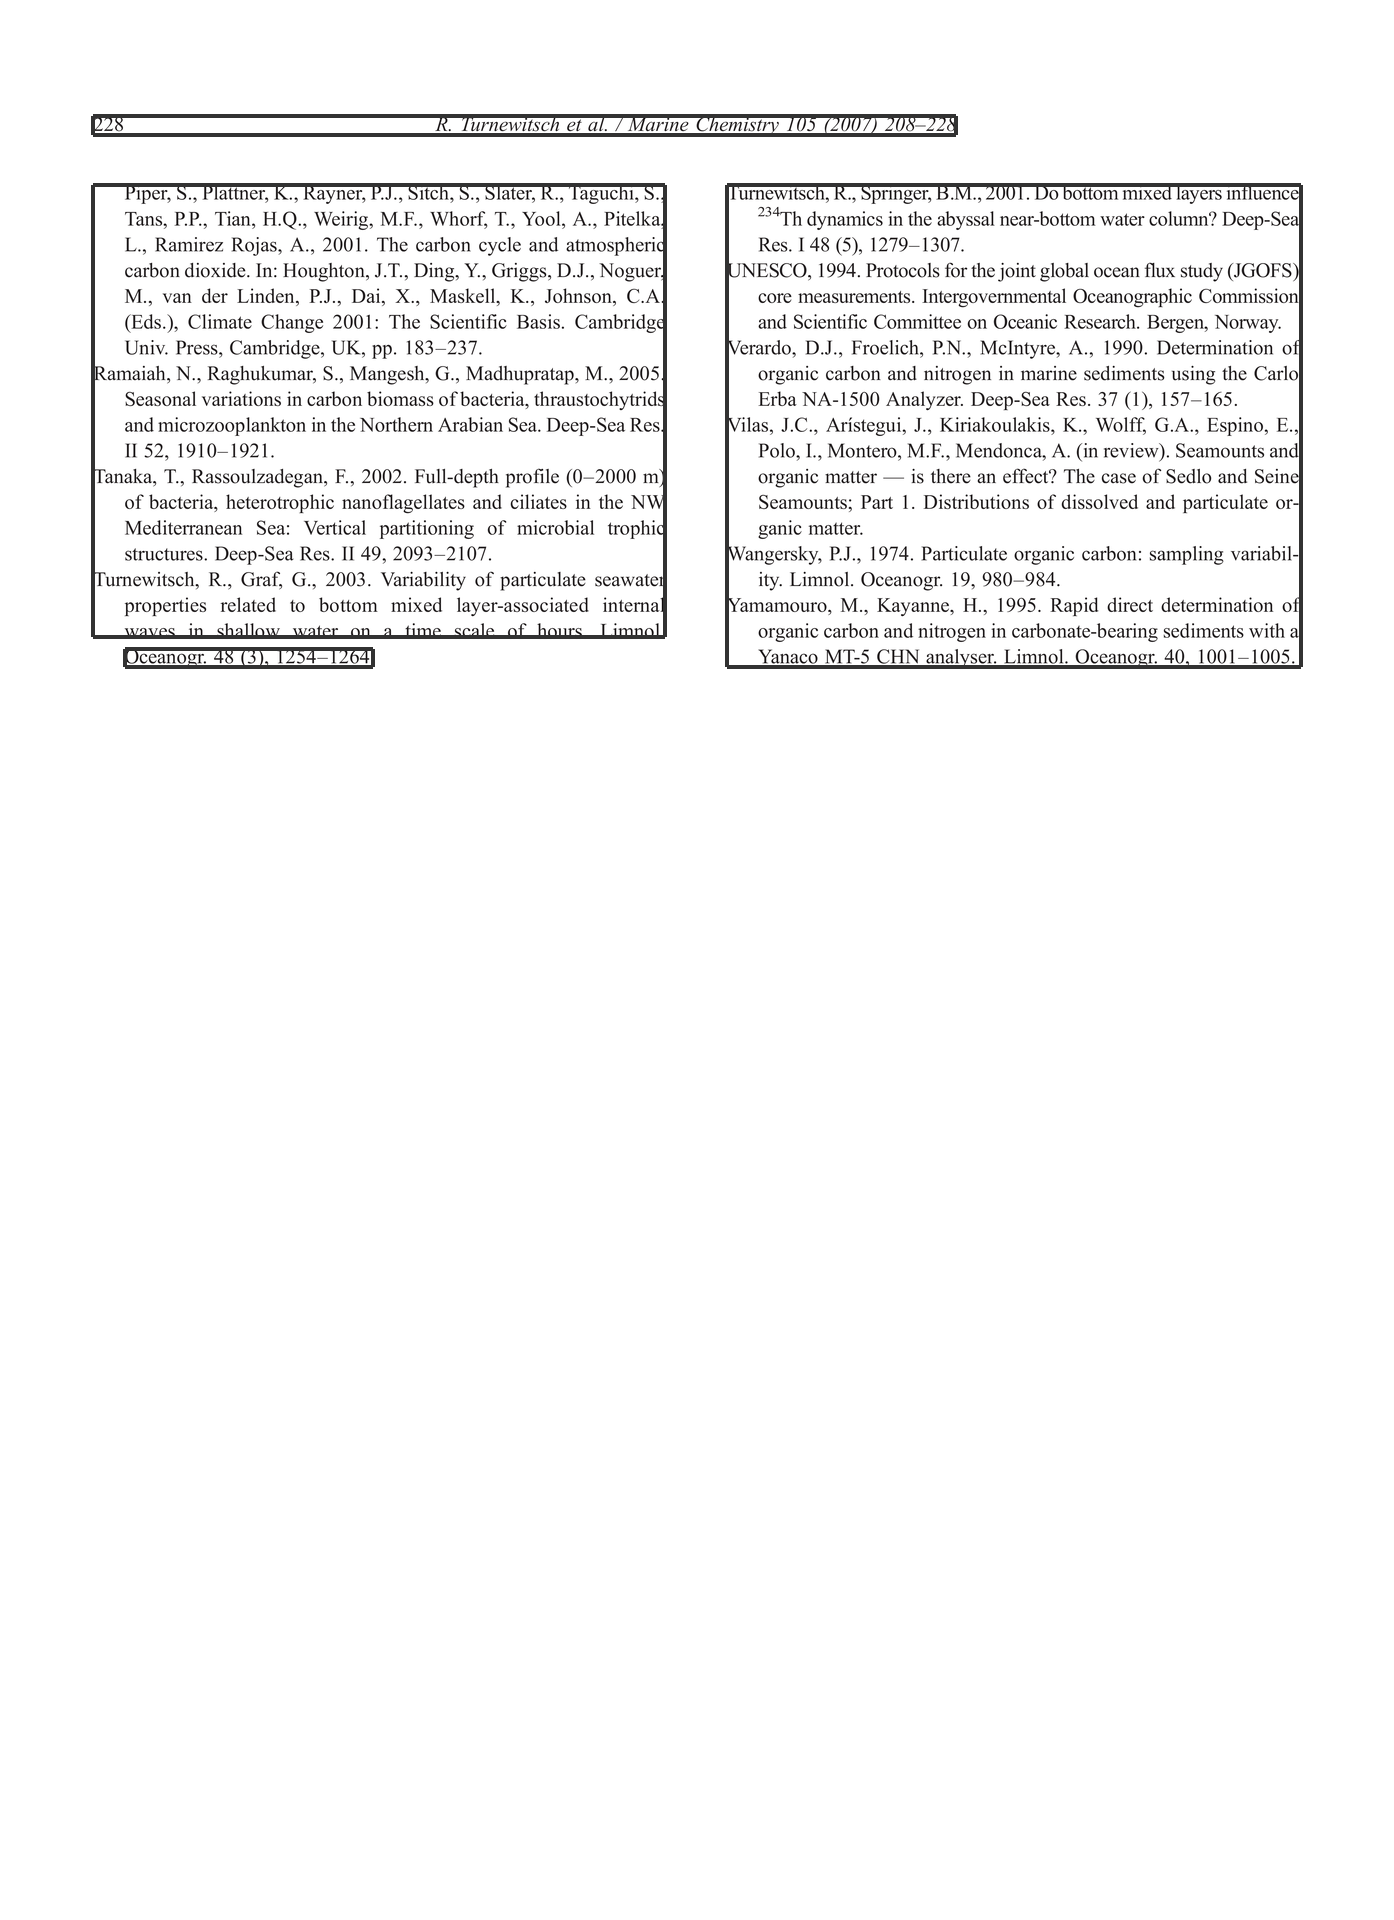 228 R. Turnewitsch et al. / Marine Chemistry 105 (2007) 208–228
Piper, S., Plattner, K., Rayner, P.J., Sitch, S., Slater, R., Taguchi, S.,
Tans, P.P., Tian, H.Q., Weirig, M.F., Whorf, T., Yool, A., Pitelka,
L., Ramirez Rojas, A., 2001. The carbon cycle and atmospheric
carbon dioxide. In: Houghton, J.T., Ding, Y., Griggs, D.J., Noguer,
M., van der Linden, P.J., Dai, X., Maskell, K., Johnson, C.A.
(Eds.), Climate Change 2001: The Scientific Basis. Cambridge
Univ. Press, Cambridge, UK, pp. 183–237.
Ramaiah, N., Raghukumar, S., Mangesh, G., Madhupratap, M., 2005.
Seasonal variations in carbon biomass of bacteria, thraustochytrids
and microzooplankton in the Northern Arabian Sea. Deep-Sea Res.
II 52, 1910–1921.
Tanaka, T., Rassoulzadegan, F., 2002. Full-depth profile (0–2000 m)
of bacteria, heterotrophic nanoflagellates and ciliates in the NW
Mediterranean Sea: Vertical partitioning of microbial trophic
structures. Deep-Sea Res. II 49, 2093–2107.
Turnewitsch, R., Graf, G., 2003. Variability of particulate seawater
properties related to bottom mixed layer-associated internal
waves in shallow water on a time scale of hours. Limnol.
Oceanogr. 48 (3), 1254–1264.
Turnewitsch, R., Springer, B.M., 2001. Do bottom mixed layers influence
²³⁴Th dynamics in the abyssal near-bottom water column? Deep-Sea
Res. I 48 (5), 1279–1307.
UNESCO, 1994. Protocols for the joint global ocean flux study (JGOFS)
core measurements. Intergovernmental Oceanographic Commission
and Scientific Committee on Oceanic Research. Bergen, Norway.
Verardo, D.J., Froelich, P.N., McIntyre, A., 1990. Determination of
organic carbon and nitrogen in marine sediments using the Carlo
Erba NA-1500 Analyzer. Deep-Sea Res. 37 (1), 157–165.
Vilas, J.C., Arístegui, J., Kiriakoulakis, K., Wolff, G.A., Espino, E.,
Polo, I., Montero, M.F., Mendonca, A. (in review). Seamounts and
organic matter — is there an effect? The case of Sedlo and Seine
Seamounts; Part 1. Distributions of dissolved and particulate or-
ganic matter.
Wangersky, P.J., 1974. Particulate organic carbon: sampling variabil-
ity. Limnol. Oceanogr. 19, 980–984.
Yamamouro, M., Kayanne, H., 1995. Rapid direct determination of
organic carbon and nitrogen in carbonate-bearing sediments with a
Yanaco MT-5 CHN analyser. Limnol. Oceanogr. 40, 1001–1005.